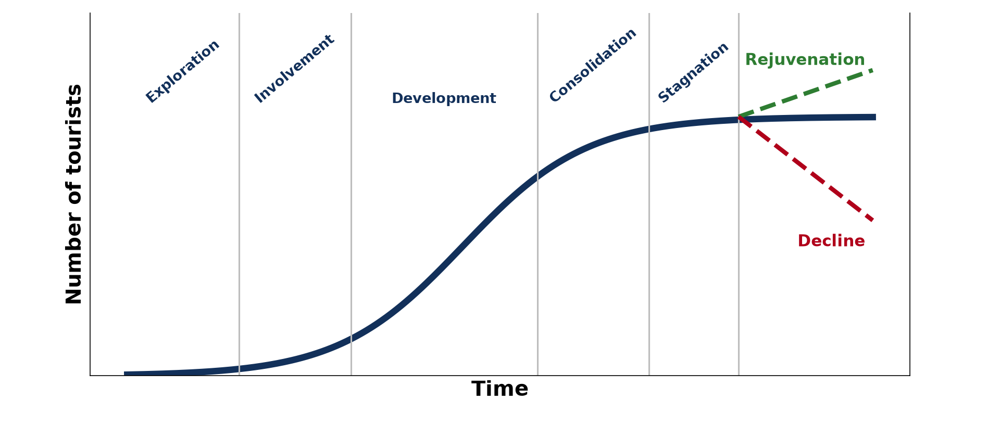 Exploration
Involvement
Development
Consolidation
Stagnation
Rejuvenation
Decline
Number of tourists
Time